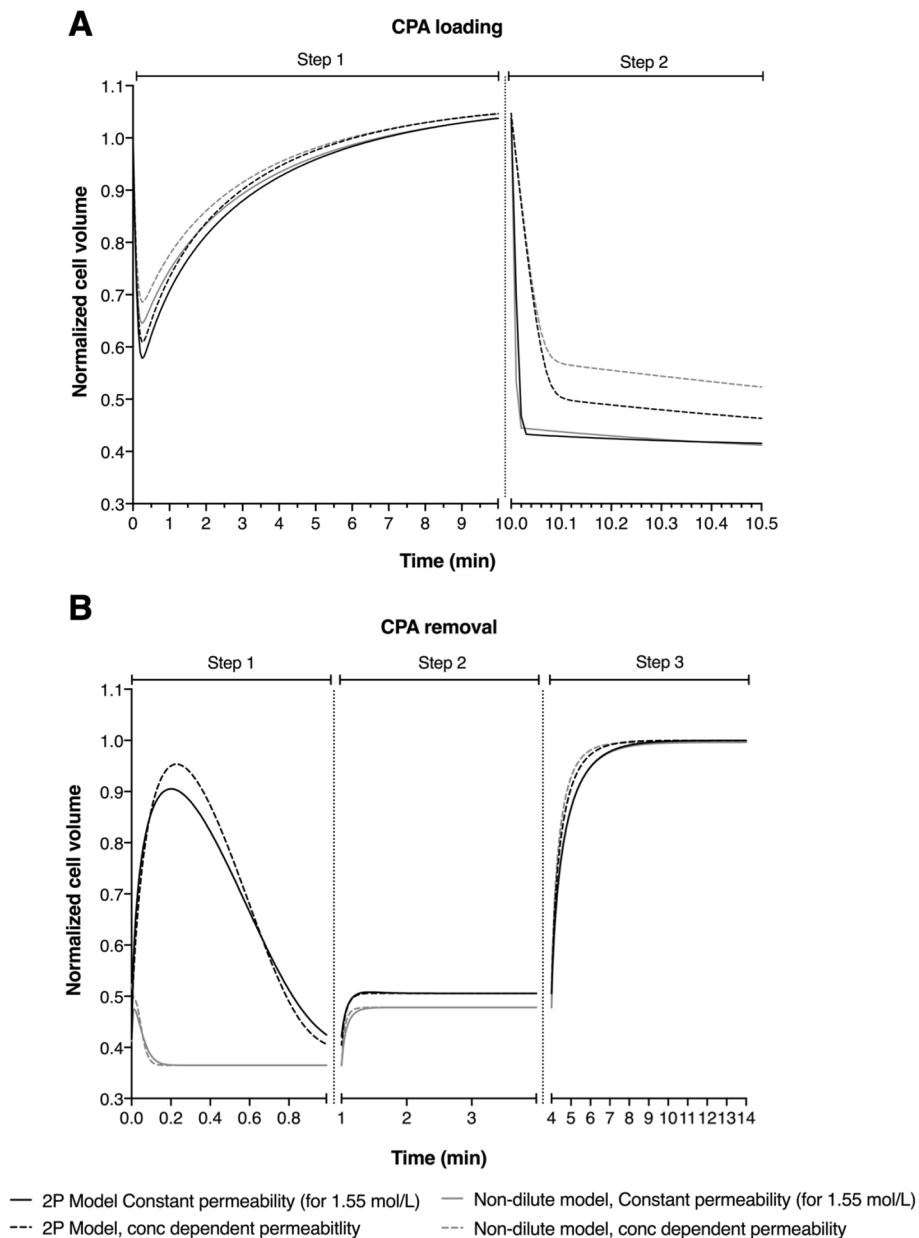 A
CPA loading
Step 1
Step 2
1.1
1.0
0.9
0.8
0.7
0.6
0.5
0.4
0.3
Normalized cell volume
0 1 2 3 4 5 6 7 8 9 10.0 10.1 10.2 10.3 10.4 10.5
Time (min)
B
CPA removal
Step 1
Step 2
Step 3
1.1
1.0
0.9
0.8
0.7
0.6
0.5
0.4
0.3
Normalized cell volume
0.0 0.2 0.4 0.6 0.8 1 2 3 4 5 6 7 8 9 10 11 12 13 14
Time (min)
2P Model Constant permeability (for 1.55 mol/L)
Non-dilute model, Constant permeability (for 1.55 mol/L)
2P Model, conc dependent permeabitlity
Non-dilute model, conc dependent permeability